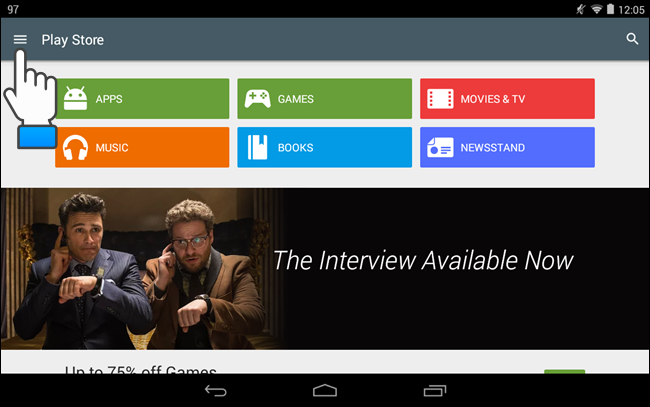 97 12:05
Play Store
APPS GAMES MOVIES & TV
MUSIC BOOKS NEWSSTAND
The Interview Available Now
Up to 75% off Games